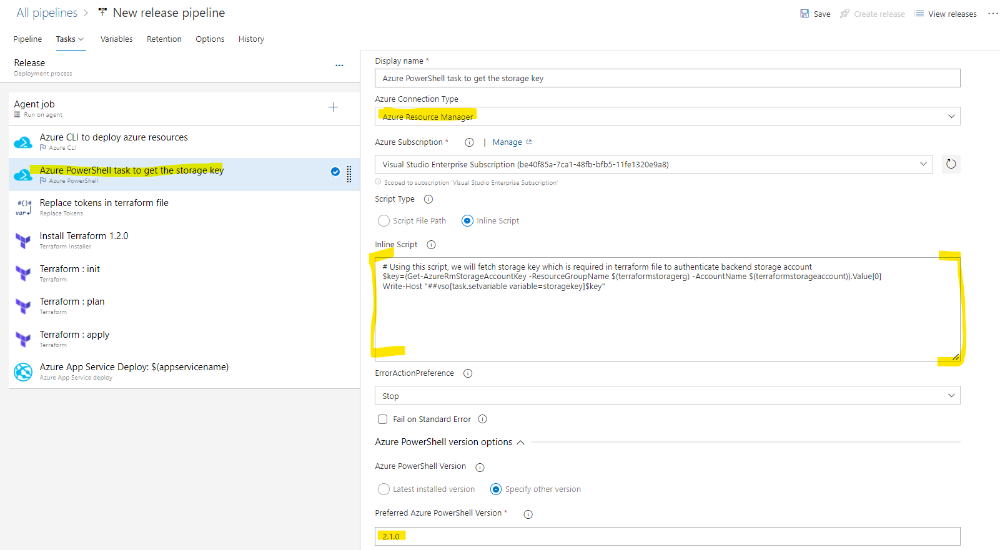 All pipelines > New release pipeline
Save Create release View releases ...
Pipeline Tasks Variables Retention Options History
Release
Deployment process
...
Agent job
Run on agent
Azure CLI to deploy azure resources
Azure CLI
Azure PowerShell task to get the storage key
Azure PowerShell
#{}#
var
Replace tokens in terraform file
Replace Tokens
Install Terraform 1.2.0
Terraform Installer
Terraform : init
Terraform
Terraform : plan
Terraform
Terraform : apply
Terraform
Azure App Service Deploy: $(appservicename)
Azure App Service deploy
Display name *
Azure PowerShell task to get the storage key
Azure Connection Type
Azure Resource Manager
Azure Subscription * | Manage
Visual Studio Enterprise Subscription (be40f85a-7ca1-48fb-bfb5-11fe1320e9a8)
Scoped to subscription 'Visual Studio Enterprise Subscription'
Script Type
Script File Path Inline Script
Inline Script
# Using this script, we will fetch storage key which is required in terraform file to authenticate backend storage account
$key=(Get-AzureRmStorageAccountKey -ResourceGroupName $(terraformstoragerg) -AccountName $(terraformstorageaccount)).Value[0]
Write-Host "##vso[task.setvariable variable=storagekey]$key"
ErrorActionPreference
Stop
Fail on Standard Error
Azure PowerShell version options
Azure PowerShell Version
Latest installed version Specify other version
Preferred Azure PowerShell Version *
2.1.0